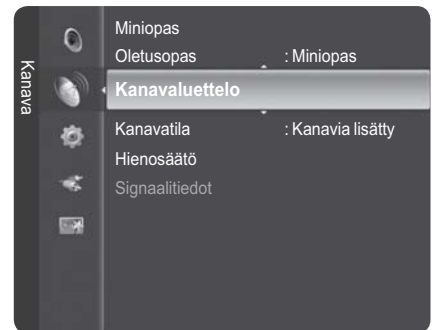 Kanava
Miniopas
Oletusopas : Miniopas
Kanavaluettelo
Kanavatila : Kanavia lisätty
Hienosäätö
Signaalitiedot